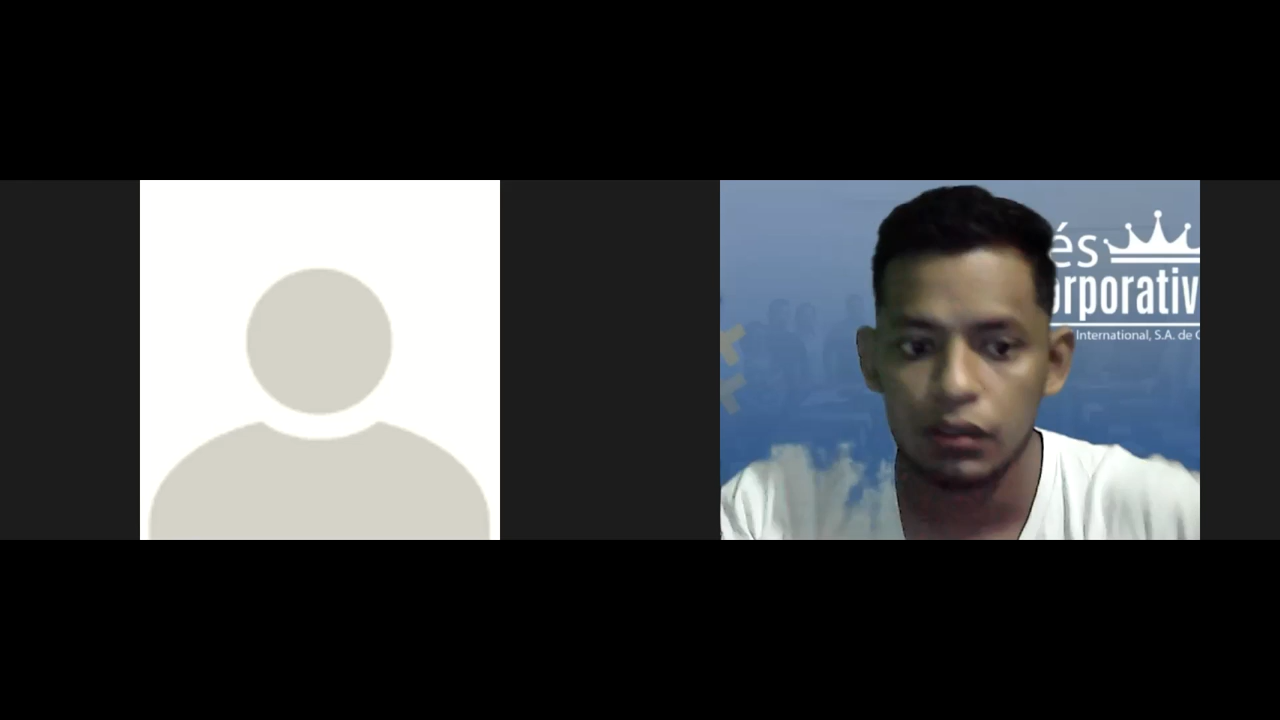 és
orporativ
International, S.A. de C